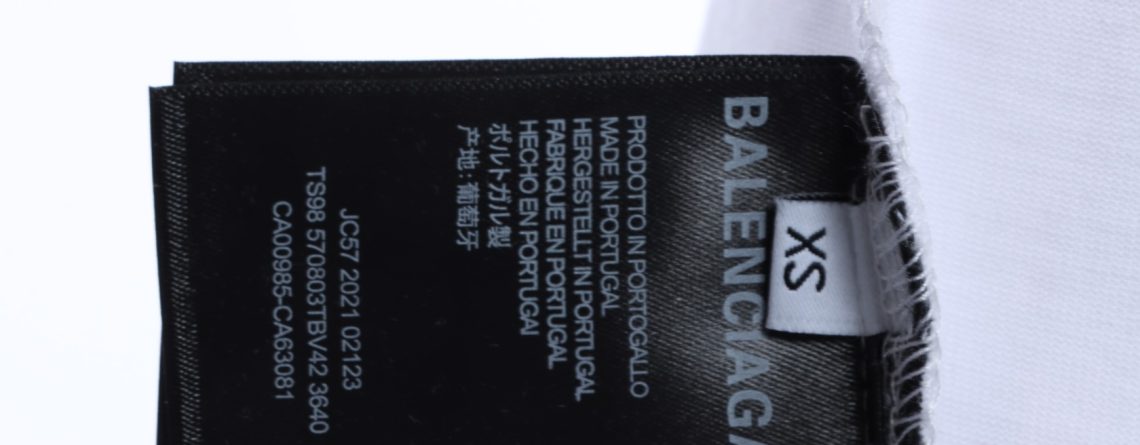 BALENCIAGA
XS
PRODOTTO IN PORTOGALLO
MADE IN PORTUGAL
HERGESTELLT IN PORTUGAL
FABRIQUE EN PORTUGAL
HECHO EN PORTUGAL
ポルトガル製
产地:葡萄牙
JC57 2021 02123
TS98 570803TBV42 3640
CA00985-CA63081